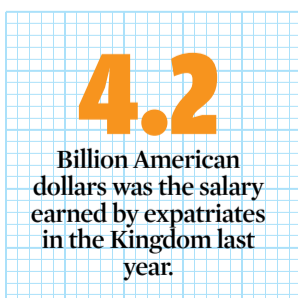 4.2
Billion American
dollars was the salary
earned by expatriates
in the Kingdom last
year.